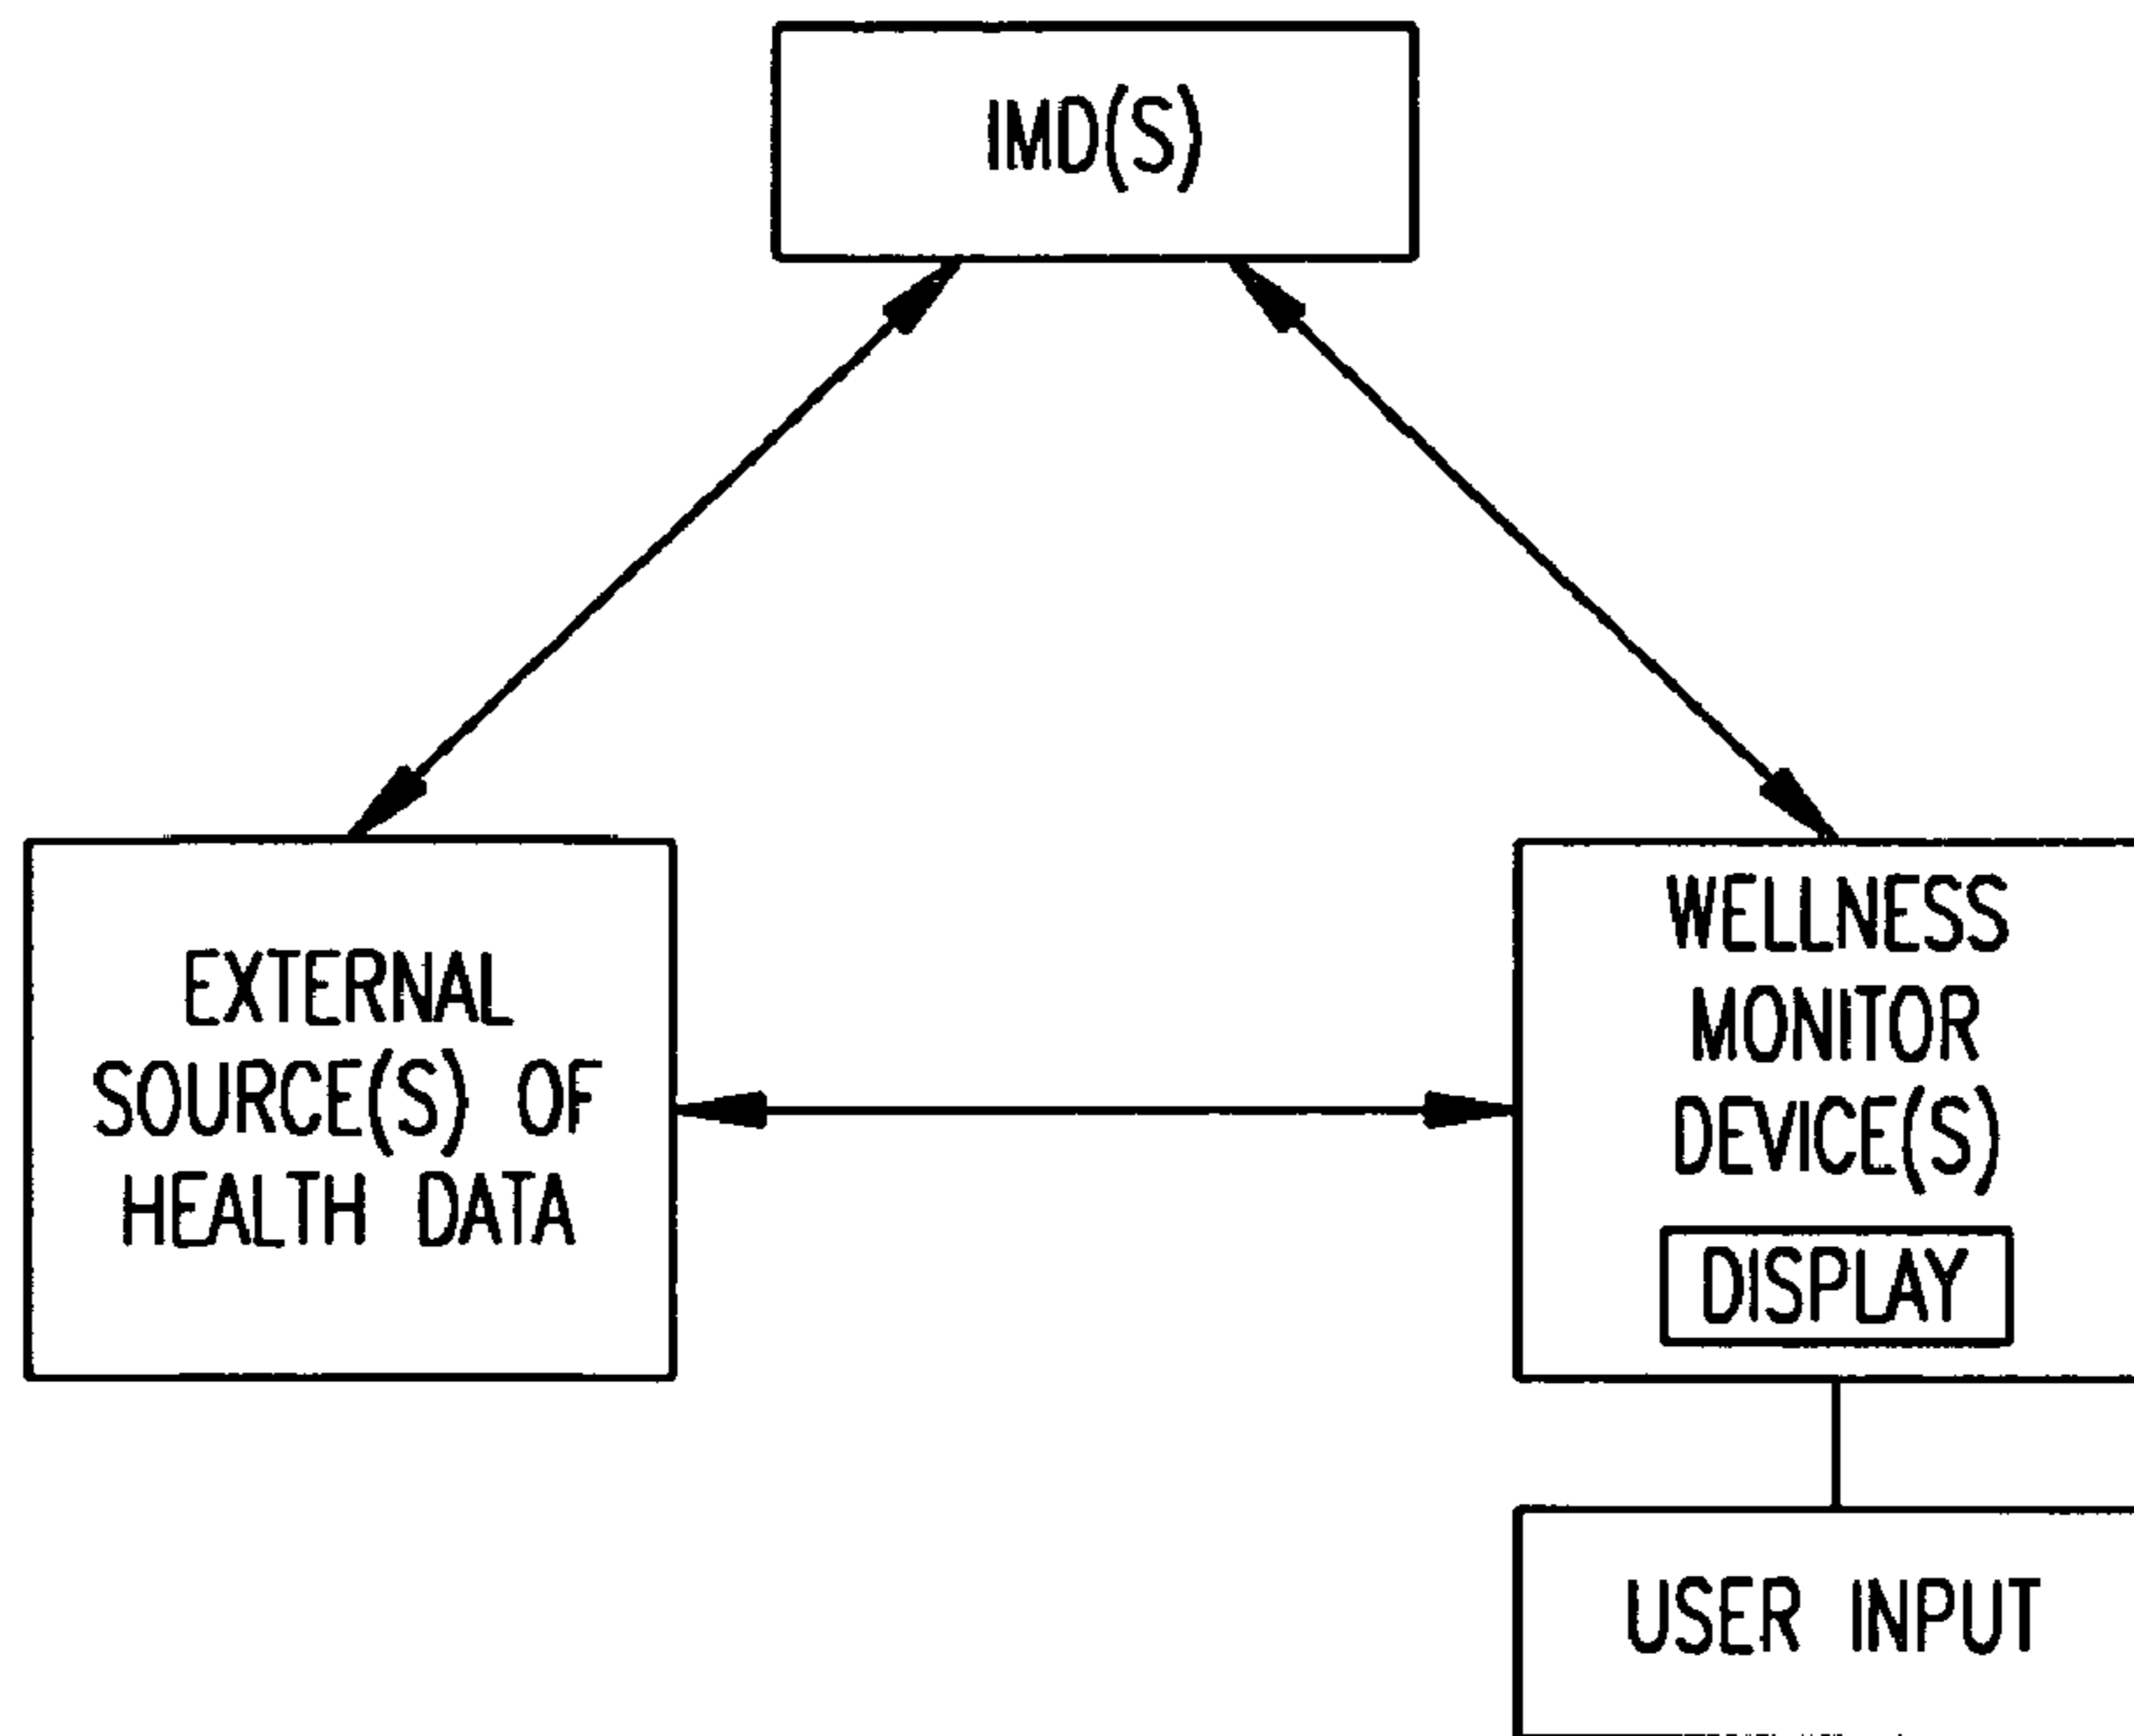 IMD(S)
EXTERNAL
SOURCE(S) OF
HEALTH DATA
WELLNESS
MONITOR
DEVICE(S)
DISPLAY
USER INPUT